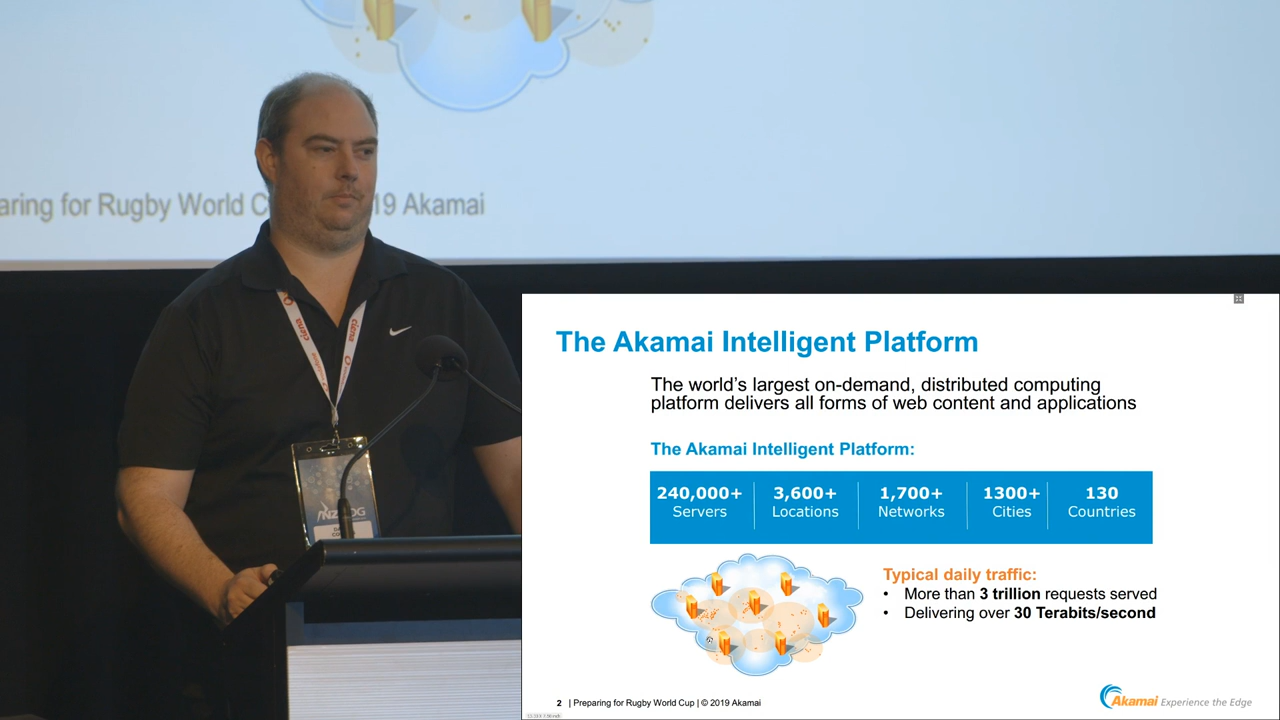 aring for Rugby World C
19 Akamai
ciena
NZNOG
The Akamai Intelligent Platform
The world's largest on-demand, distributed computing
platform delivers all forms of web content and applications
The Akamai Intelligent Platform:
240,000+ 3,600+ 1,700+ 1300+ 130
Servers Locations Networks Cities Countries
Typical daily traffic:
• More than 3 trillion requests served
• Delivering over 30 Terabits/second
2 | Preparing for Rugby World Cup | © 2019 Akamai
Akamai Experience the Edge